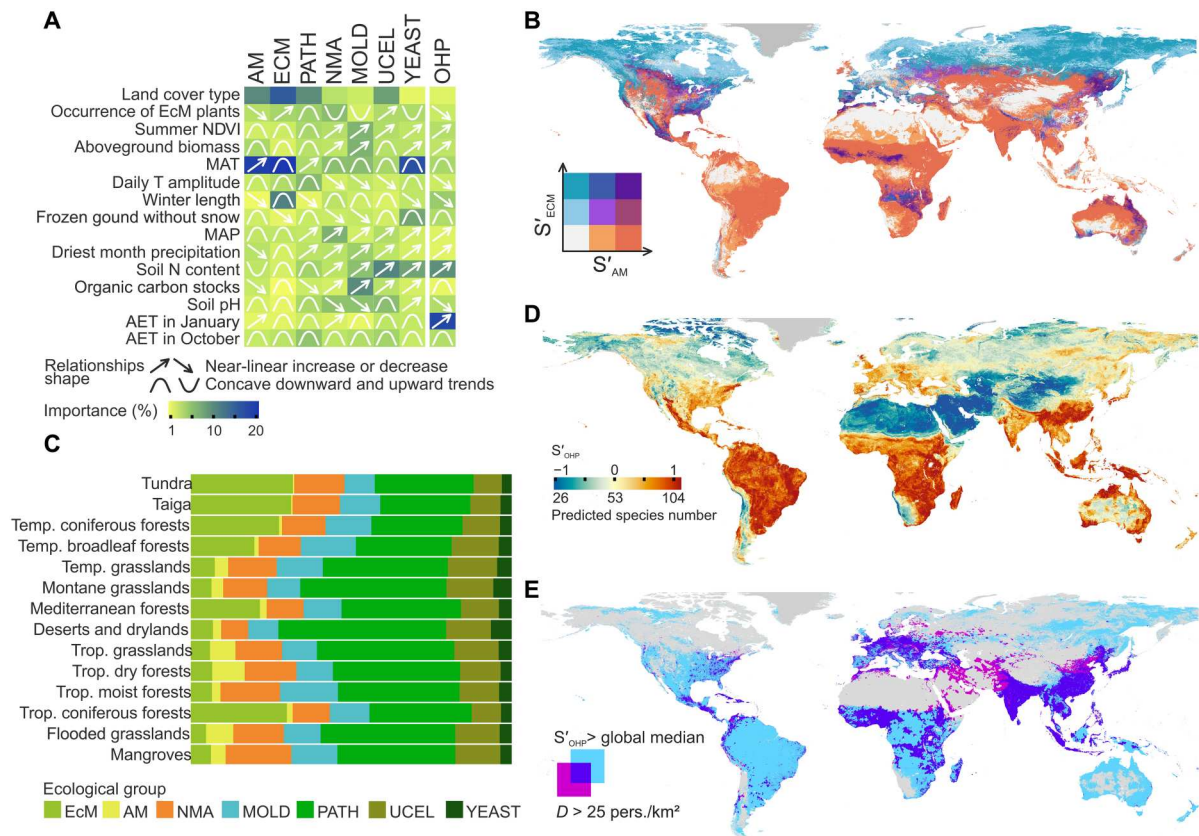 A
AM ECM PATH NMA MOLD UCEL YEAST OHP
Land cover type
Occurrence of EcM plants
Summer NDVI
Aboveground biomass
MAT
Daily T amplitude
Winter length
Frozen gound without snow
MAP
Driest month precipitation
Soil N content
Organic carbon stocks
Soil pH
AET in January
AET in October
Relationships
shape
Near-linear increase or decrease
Concave downward and upward trends
Importance (%)
1 10 20
B
S′ECM
S′AM
C
Tundra
Taiga
Temp. coniferous forests
Temp. broadleaf forests
Temp. grasslands
Montane grasslands
Mediterranean forests
Deserts and drylands
Trop. grasslands
Trop. dry forests
Trop. moist forests
Trop. coniferous forests
Flooded grasslands
Mangroves
Ecological group
EcM AM NMA MOLD PATH UCEL YEAST
D
S′OHP
−1 0 1
26 53 104
Predicted species number
E
S′OHP> global median
D > 25 pers./km²